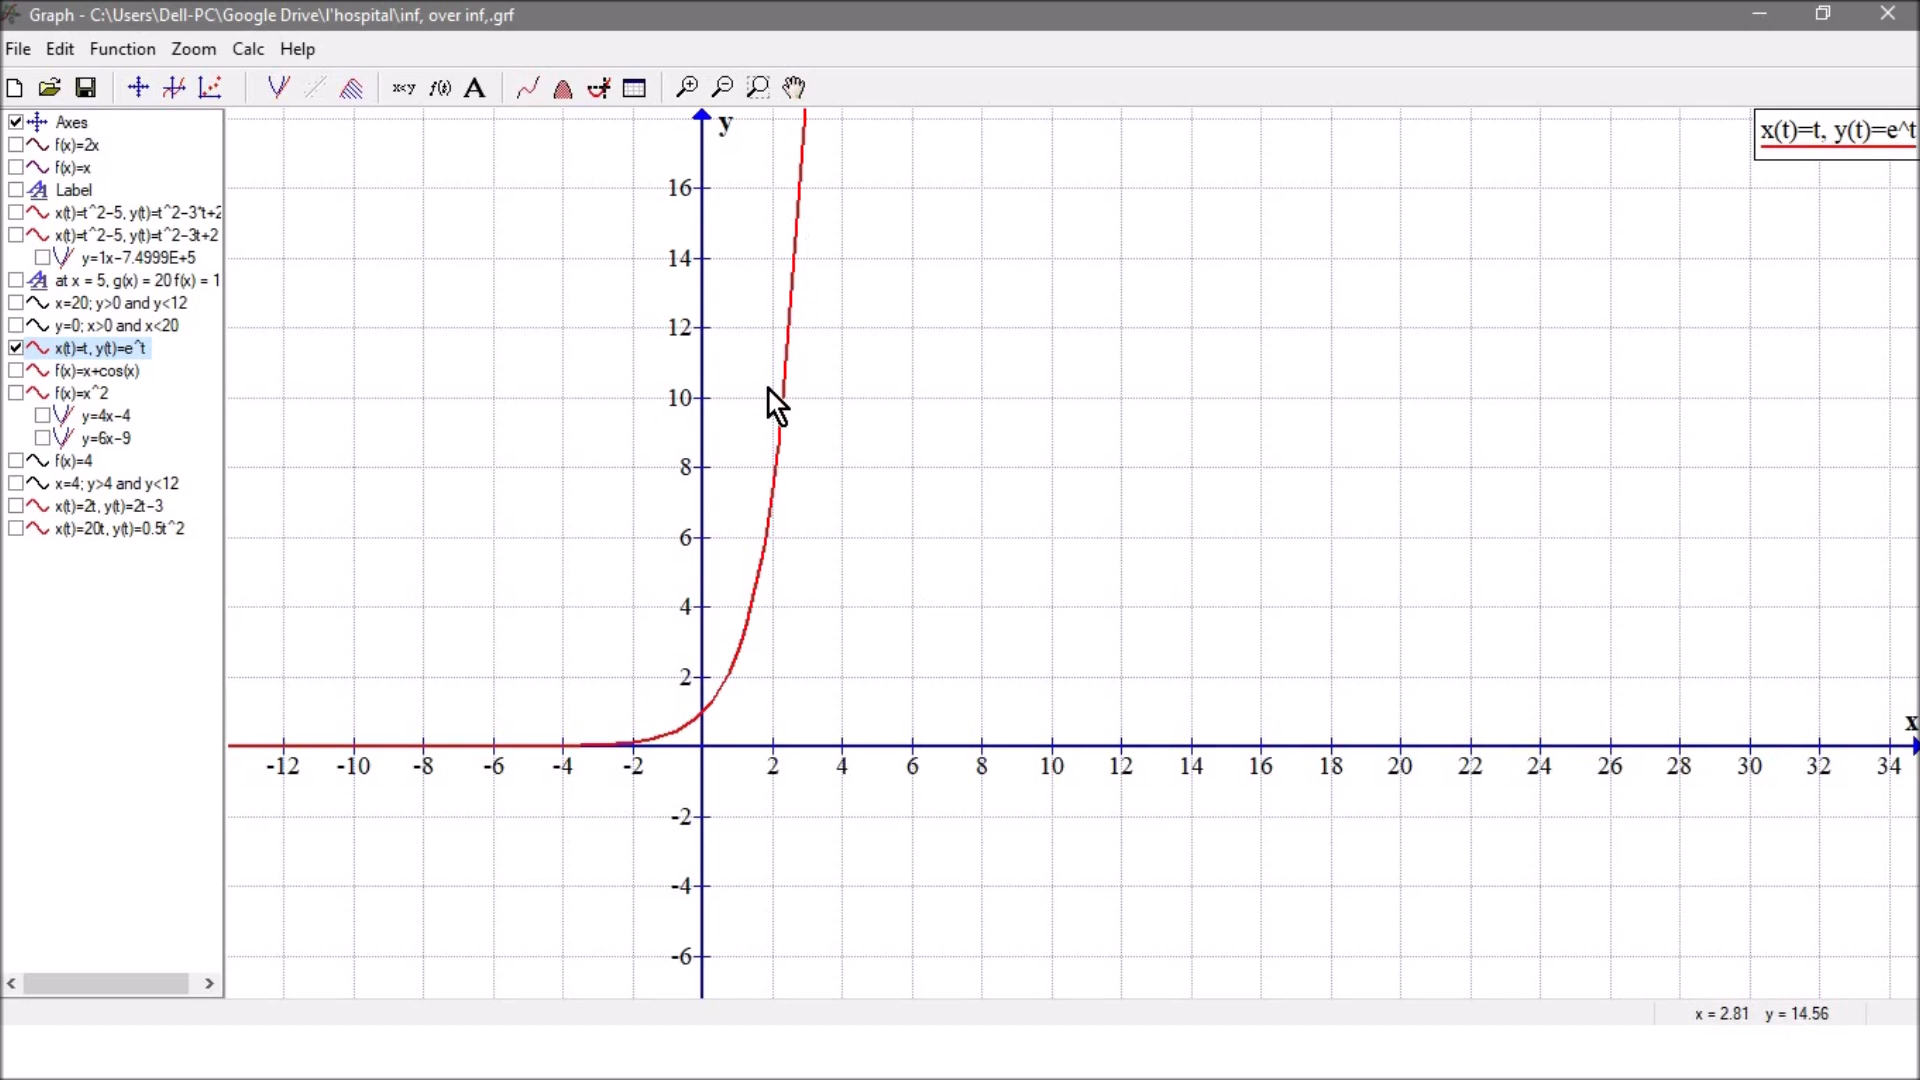 Graph - C:\Users\Dell-PC\Google Drive\l'hospital\inf, over inf,.grf
File Edit Function Zoom Calc Help
x<y f(x) A
Axes
f(x)=2x
f(x)=x
Label
x(t)=t^2-5, y(t)=t^2-3*t+2
x(t)=t^2-5, y(t)=t^2-3t+2
y=1x-7.4999E+5
at x = 5, g(x) = 20 f(x) = 1
x=20; y>0 and y<12
y=0; x>0 and x<20
x(t)=t, y(t)=e^t
f(x)=x+cos(x)
f(x)=x^2
y=4x-4
y=6x-9
f(x)=4
x=4; y>4 and y<12
x(t)=2t, y(t)=2t-3
x(t)=20t, y(t)=0.5t^2
y
x(t)=t, y(t)=e^t
16
14
12
10
8
6
4
2
x
-12 -10 -8 -6 -4 -2 2 4 6 8 10 12 14 16 18 20 22 24 26 28 30 32 34
-2
-4
-6
x = 2.81 y = 14.56